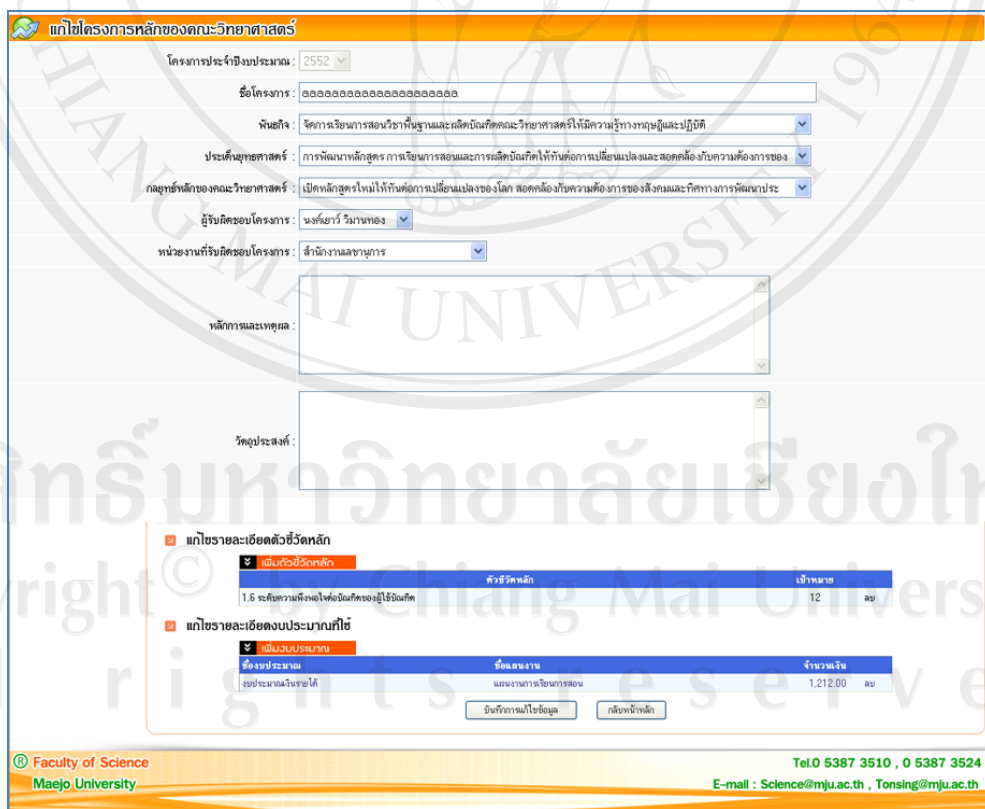 แก้ไขโครงการหลักของคณะวิทยาศาสตร์
โครงการประจำปีงบประมาณ : 2552
ชื่อโครงการ : aaaaaaaaaaaaaaaaaaaaa
พันธกิจ : จัดการเรียนการสอนวิชาพื้นฐานและผลิตบัณฑิตคณะวิทยาศาสตร์ให้มีความรู้ทางทฤษฎีและปฏิบัติ
ประเด็นยุทธศาสตร์ : การพัฒนาหลักสูตร การเรียนการสอนและการผลิตบัณฑิตให้ทันต่อการเปลี่ยนแปลงและสอดคล้องกับความต้องการของ
กลยุทธ์หลักของคณะวิทยาศาสตร์ : เปิดหลักสูตรใหม่ให้ทันต่อการเปลี่ยนแปลงของโลก สอดคล้องกับความต้องการของสังคมและทิศทางการพัฒนาประ
ผู้รับผิดชอบโครงการ : นงค์เยาว์ วิมานทอง
หน่วยงานที่รับผิดชอบโครงการ : สำนักงานเลขานุการ
หลักการและเหตุผล :
วัตถุประสงค์ :
แก้ไขรายละเอียดตัวชี้วัดหลัก
เพิ่มตัวชี้วัดหลัก
ตัวชี้วัดหลัก เป้าหมาย
1.6 ระดับความพึงพอใจต่อบัณฑิตของผู้ใช้บัณฑิต 12 ลบ
แก้ไขรายละเอียดงบประมาณที่ใช้
เพิ่มงบประมาณ
ชื่องบประมาณ ชื่อแผนงาน จำนวนเงิน
งบประมาณเงินรายได้ แผนงานการเรียนการสอน 1,212.00 ลบ
บันทึกการแก้ไขข้อมูล กลับหน้าหลัก
® Faculty of Science Tel.0 5387 3510 , 0 5387 3524
Maejo University E-mail : Science@mju.ac.th , Tonsing@mju.ac.th
HIANG MAI UNIVERSITY 1964
สิทธิ์มหาวิทยาลัยเชียงให
yright © by Chiang Mai Univers
rights reserve